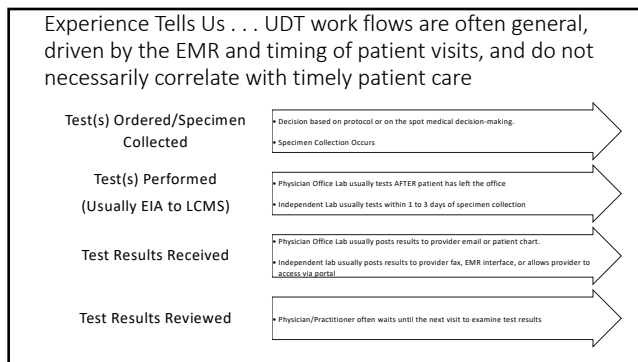 Experience Tells Us . . . UDT work flows are often general,
driven by the EMR and timing of patient visits, and do not
necessarily correlate with timely patient care
Test(s) Ordered/Specimen
Collected
• Decision based on protocol or on the spot medical decision-making.
• Specimen Collection Occurs
Test(s) Performed
(Usually EIA to LCMS)
• Physician Office Lab usually tests AFTER patient has left the office
• Independent Lab usually tests within 1 to 3 days of specimen collection
Test Results Received
• Physician Office Lab usually posts results to provider email or patient chart.
• Independent lab usually posts results to provider fax, EMR interface, or allows provider to
access via portal
Test Results Reviewed
• Physician/Practitioner often waits until the next visit to examine test results